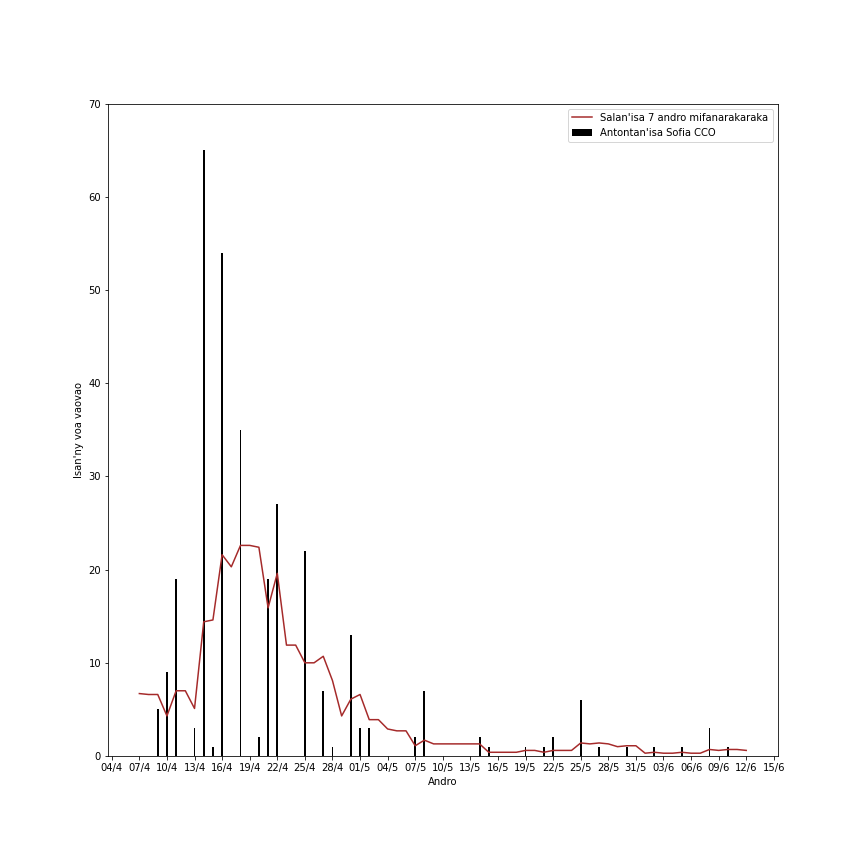 Salan'isa 7 andro mifanarakaraka
Antontan'isa Sofia CCO
70
60
50
40
30
20
10
0
Isan'ny voa vaovao
04/4 07/4 10/4 13/4 16/4 19/4 22/4 25/4 28/4 01/5 04/5 07/5 10/5 13/5 16/5 19/5 22/5 25/5 28/5 31/5 03/6 06/6 09/6 12/6 15/6
Andro